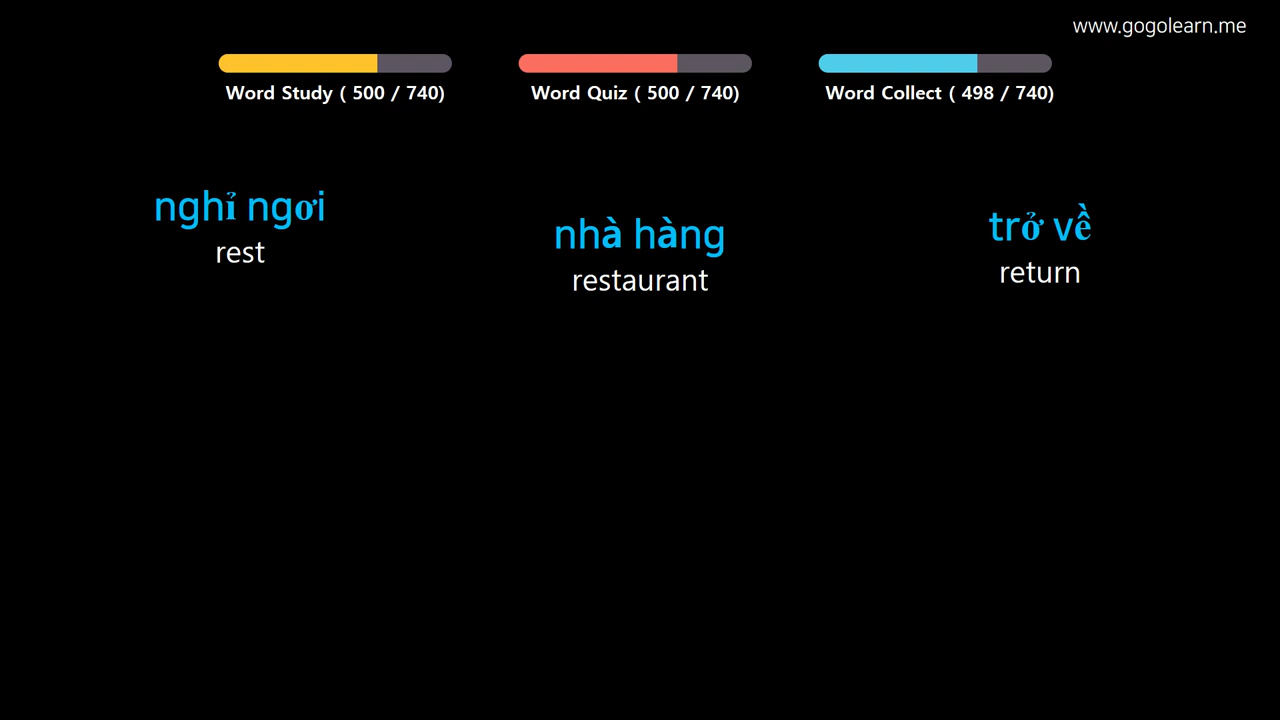 www.gogolearn.me
Word Study ( 500 / 740)
Word Quiz ( 500 / 740)
Word Collect ( 498 / 740)
nghỉ ngơi
rest
nhà hàng
restaurant
trở về
return